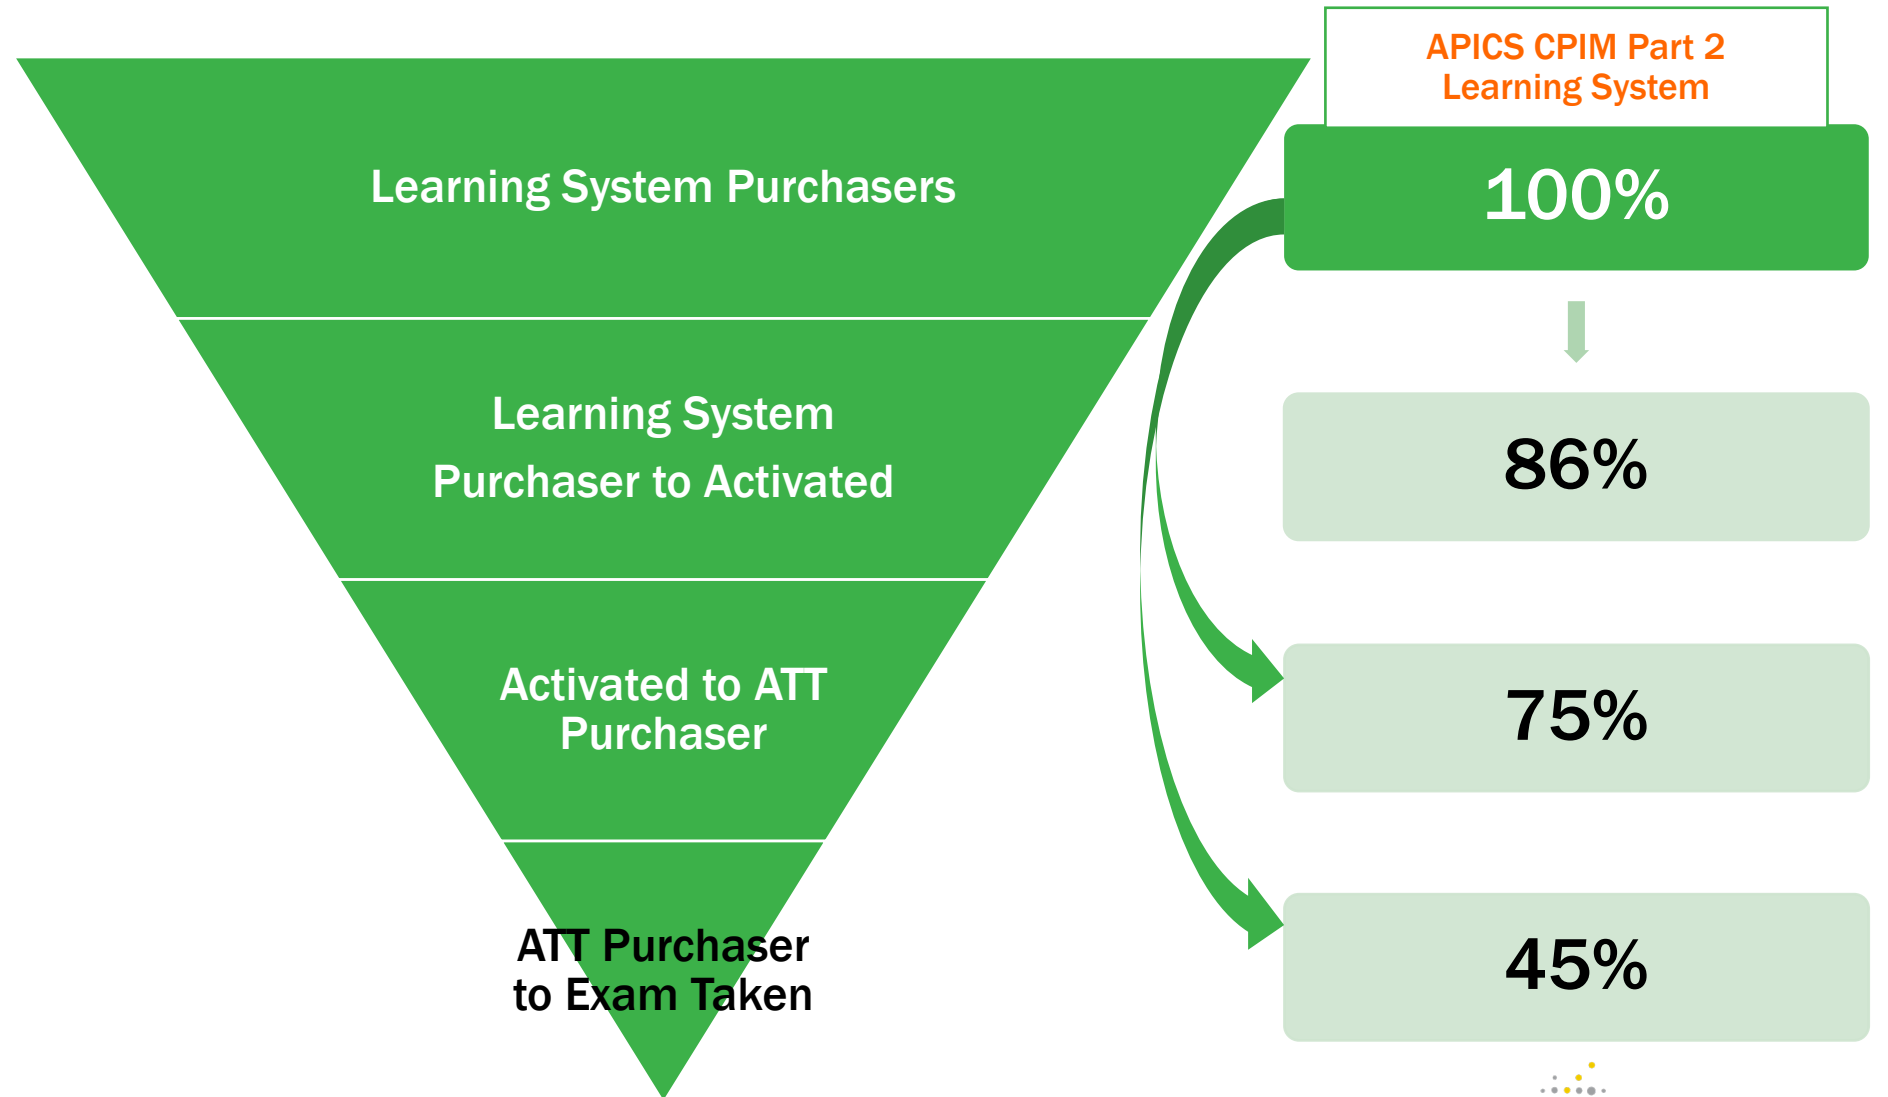 APICS CPIM Part 2
Learning System
Learning System Purchasers
100%
Learning System
Purchaser to Activated
86%
Activated to ATT
Purchaser
75%
ATT Purchaser
to Exam Taken
45%